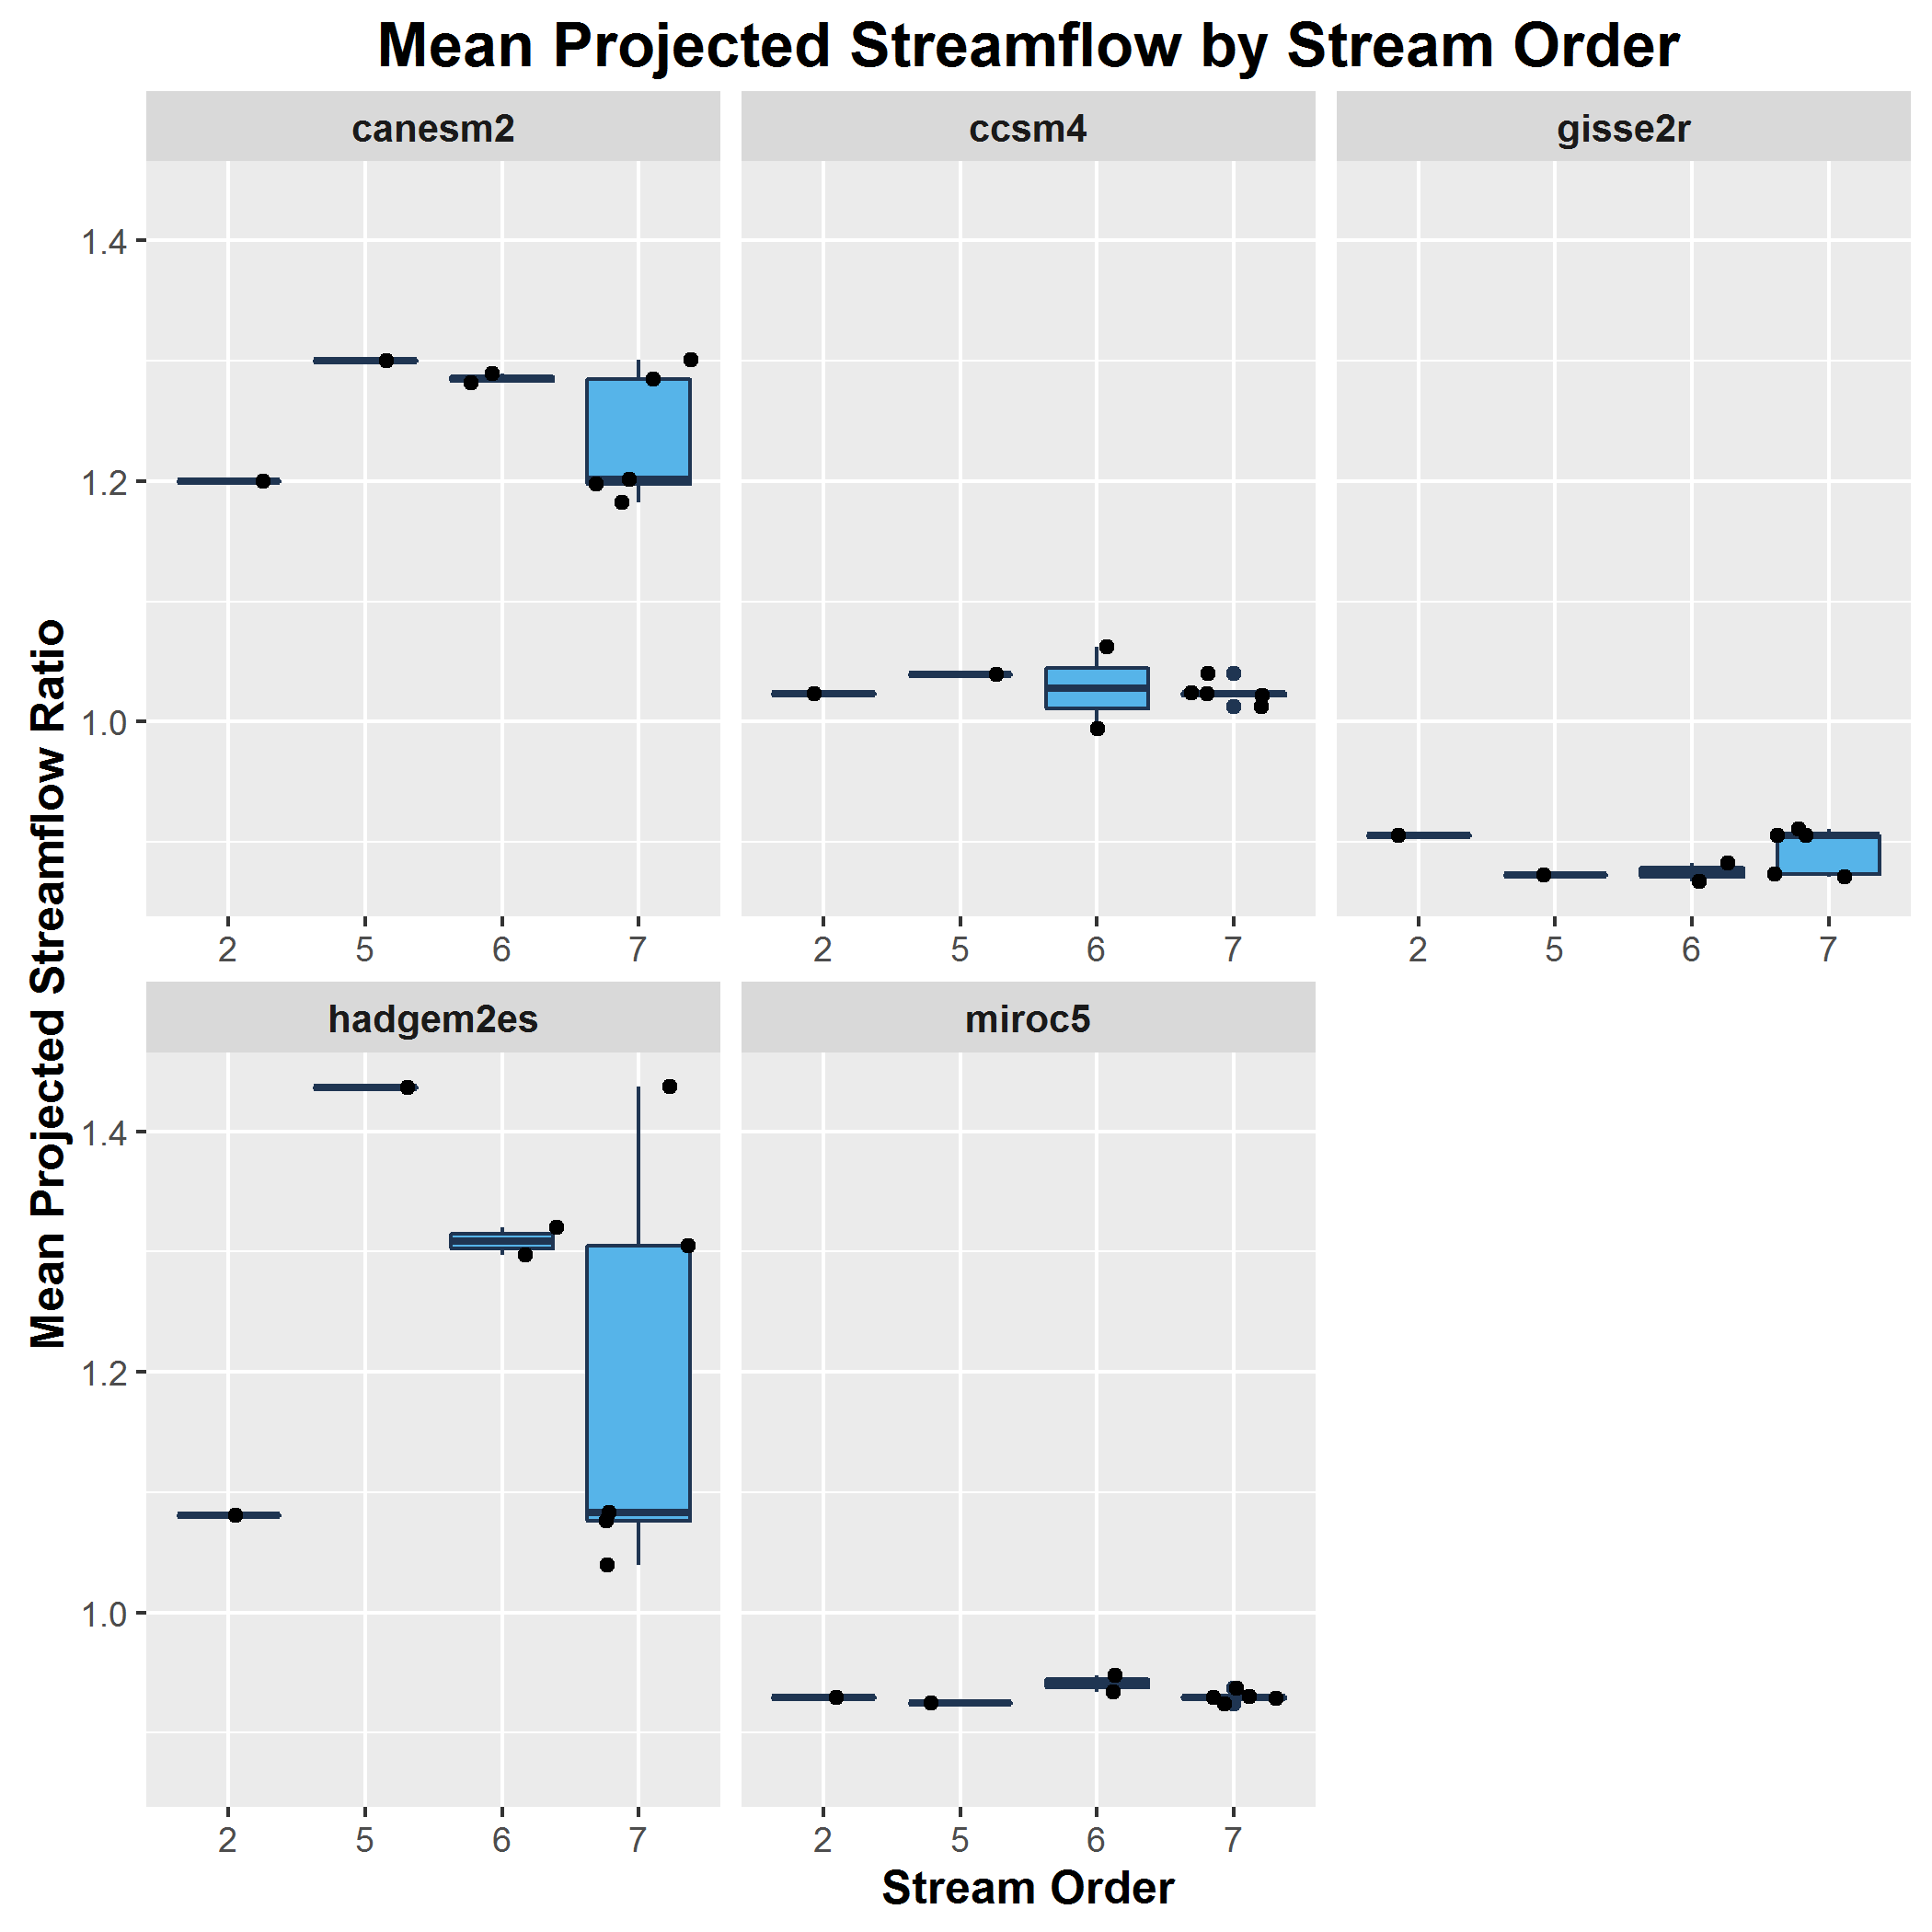 Mean Projected Streamflow by Stream Order
canesm2
ccsm4
gisse2r
Mean Projected Streamflow Ratio
1.4
1.2
1.0
2 5 6 7
2 5 6 7
2 5 6 7
hadgem2es
miroc5
1.4
1.2
1.0
2 5 6 7
2 5 6 7
Stream Order